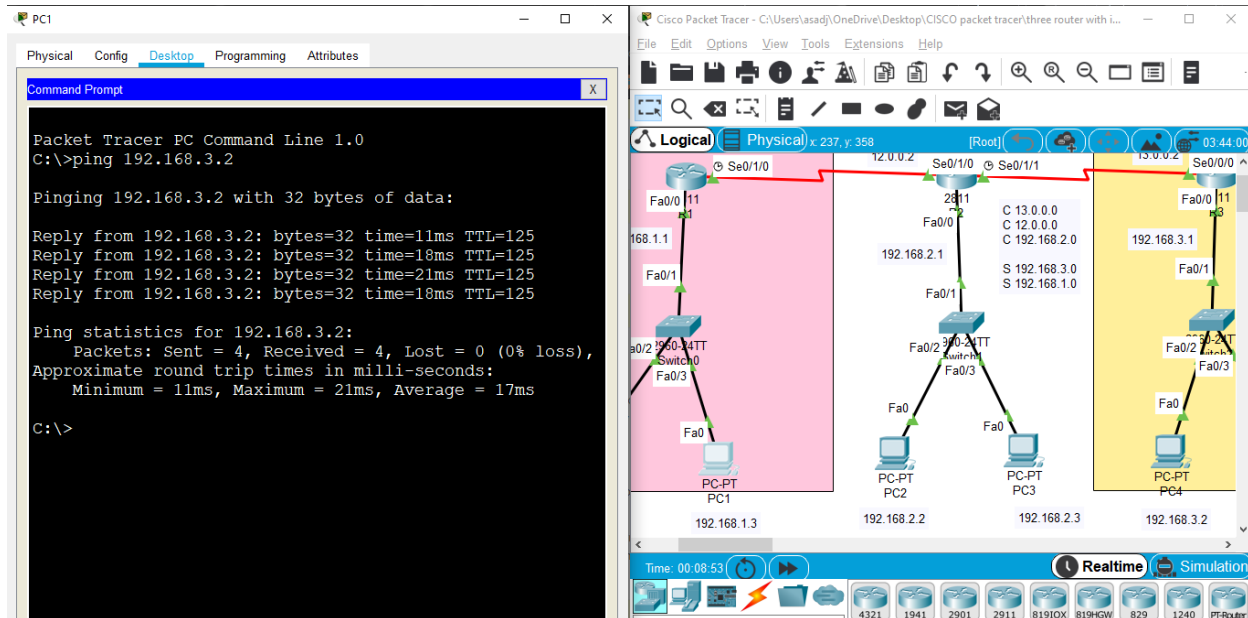 PC1
Physical Config Desktop Programming Attributes
Command Prompt
X
Packet Tracer PC Command Line 1.0
C:\>ping 192.168.3.2
Pinging 192.168.3.2 with 32 bytes of data:
Reply from 192.168.3.2: bytes=32 time=11ms TTL=125
Reply from 192.168.3.2: bytes=32 time=18ms TTL=125
Reply from 192.168.3.2: bytes=32 time=21ms TTL=125
Reply from 192.168.3.2: bytes=32 time=18ms TTL=125
Ping statistics for 192.168.3.2:
Packets: Sent = 4, Received = 4, Lost = 0 (0% loss),
Approximate round trip times in milli-seconds:
Minimum = 11ms, Maximum = 21ms, Average = 17ms
C:\>
Cisco Packet Tracer - C:\Users\asadj\OneDrive\Desktop\CISCO packet tracer\three router with i...
File Edit Options View Tools Extensions Help
Logical Physical x: 237, y: 358 [Root] 03:44:00
Se0/1/0
12.0.0.2
Se0/1/0
Se0/1/1
13.0.0.2
Se0/0/0
Fa0/0
11
2811
Fa0/0
11
Fa0/0
C 13.0.0.0
C 12.0.0.0
C 192.168.2.0
S 192.168.3.0
S 192.168.1.0
168.1.1
192.168.2.1
192.168.3.1
Fa0/1
Fa0/1
Fa0/1
a0/2
Switch0
Fa0/3
Fa0/2
Fa0/3
Fa0/2
Fa0/3
Fa0
Fa0
Fa0
Fa0
PC-PT
PC1
PC-PT
PC2
PC-PT
PC3
PC-PT
PC4
192.168.1.3
192.168.2.2
192.168.2.3
192.168.3.2
Time: 00:08:53
Realtime Simulation
4321 1941 2901 2911 819IOX 819HGW 829 1240 PT-Router